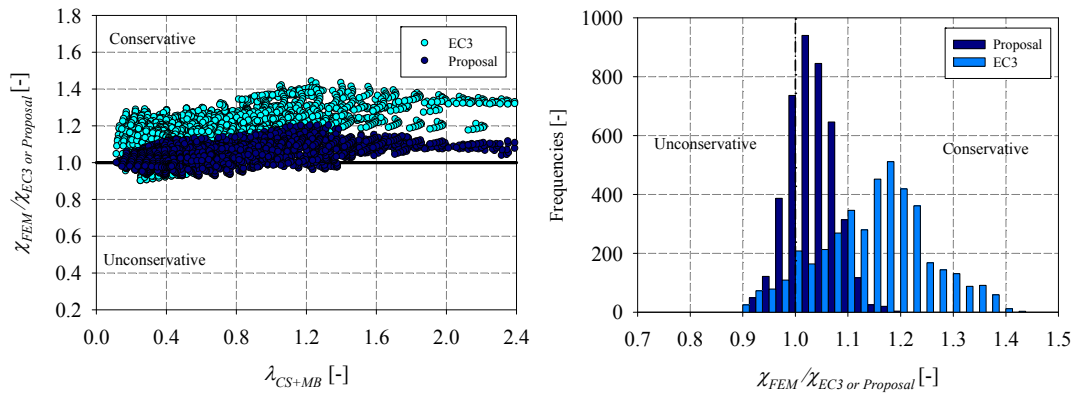 1.8
1.6
1.4
1.2
1.0
0.8
0.6
0.4
0.2
χFEM /χEC3 or Proposal [-]
Conservative
EC3
Proposal
Unconservative
0.0 0.4 0.8 1.2 1.6 2.0 2.4
λCS+MB [-]
1000
800
600
400
200
0
Frequencies [-]
Proposal
EC3
Unconservative
Conservative
0.7 0.8 0.9 1.0 1.1 1.2 1.3 1.4 1.5
χFEM /χEC3 or Proposal [-]